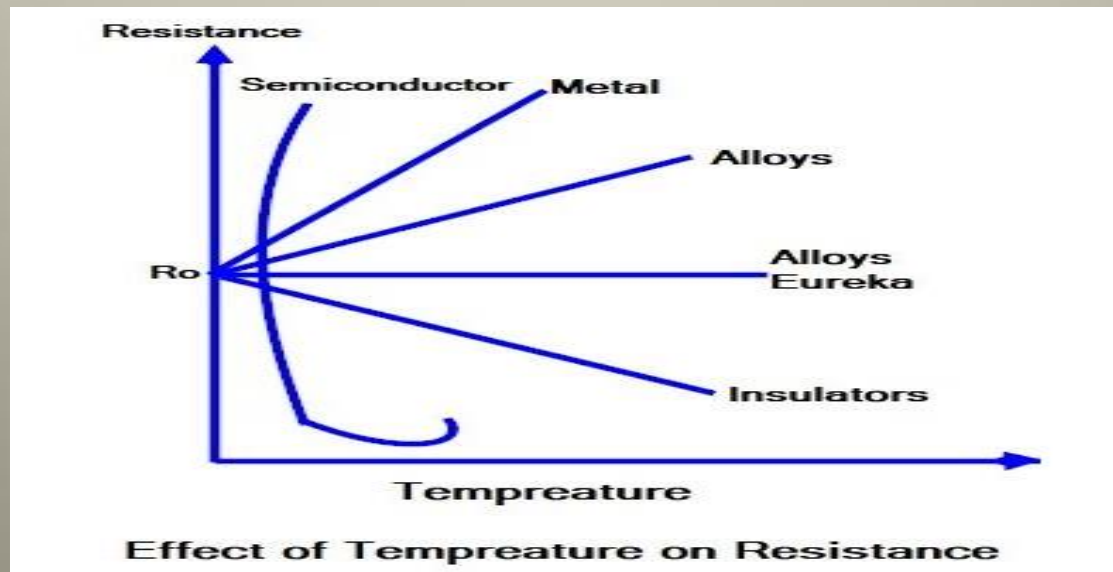 Resistance
Semiconductor
Metal
Alloys
Ro
Alloys
Eureka
Insulators
Tempreature
Effect of Tempreature on Resistance